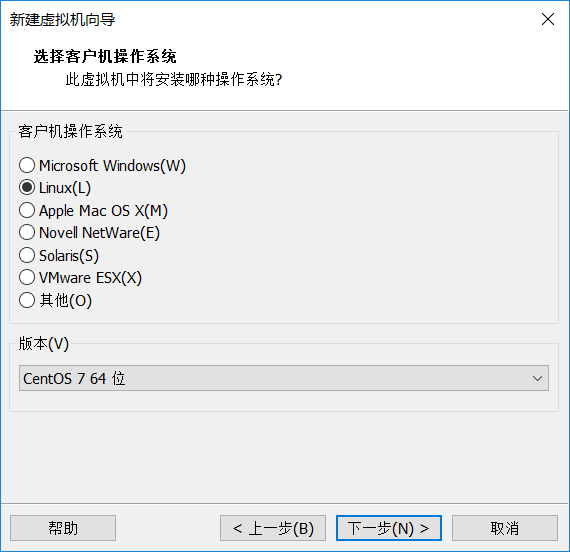 新建虚拟机向导
选择客户机操作系统
此虚拟机中将安装哪种操作系统?
客户机操作系统
Microsoft Windows(W)
Linux(L)
Apple Mac OS X(M)
Novell NetWare(E)
Solaris(S)
VMware ESX(X)
其他(O)
版本(V)
CentOS 7 64 位
帮助
< 上一步(B)
下一步(N) >
取消